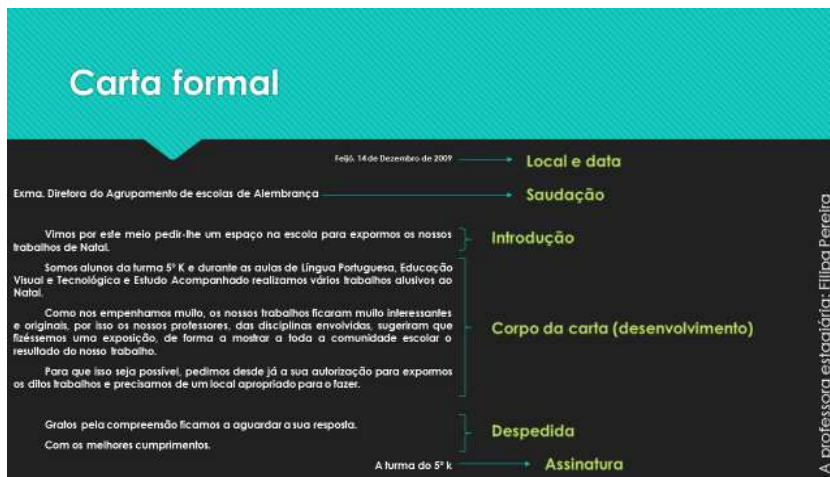 Carta formal
Feijó, 14 de Dezembro de 2009
Local e data
Exma. Diretora do Agrupamento de escolas de Alembrança
Saudação
Vimos por este meio pedir-lhe um espaço na escola para expormos os nossos
trabalhos de Natal.
Introdução
Somos alunos da turma 5º K e durante as aulas de Língua Portuguesa, Educação
Visual e Tecnológica e Estudo Acompanhado realizamos vários trabalhos alusivos ao
Natal.
Como nos empenhamos muito, os nossos trabalhos ficaram muito interessantes
e originais, por isso os nossos professores, das disciplinas envolvidas, sugeriram que
fizéssemos uma exposição, de forma a mostrar a toda a comunidade escolar o
resultado do nosso trabalho.
Para que isso seja possível, pedimos desde já a sua autorização para expormos
os ditos trabalhos e precisamos de um local apropriado para o fazer.
Corpo da carta (desenvolvimento)
Gratos pela compreensão ficamos a aguardar a sua resposta.
Com os melhores cumprimentos.
Despedida
A turma do 5º k
Assinatura
A professora estagiária: Filipa Pereira